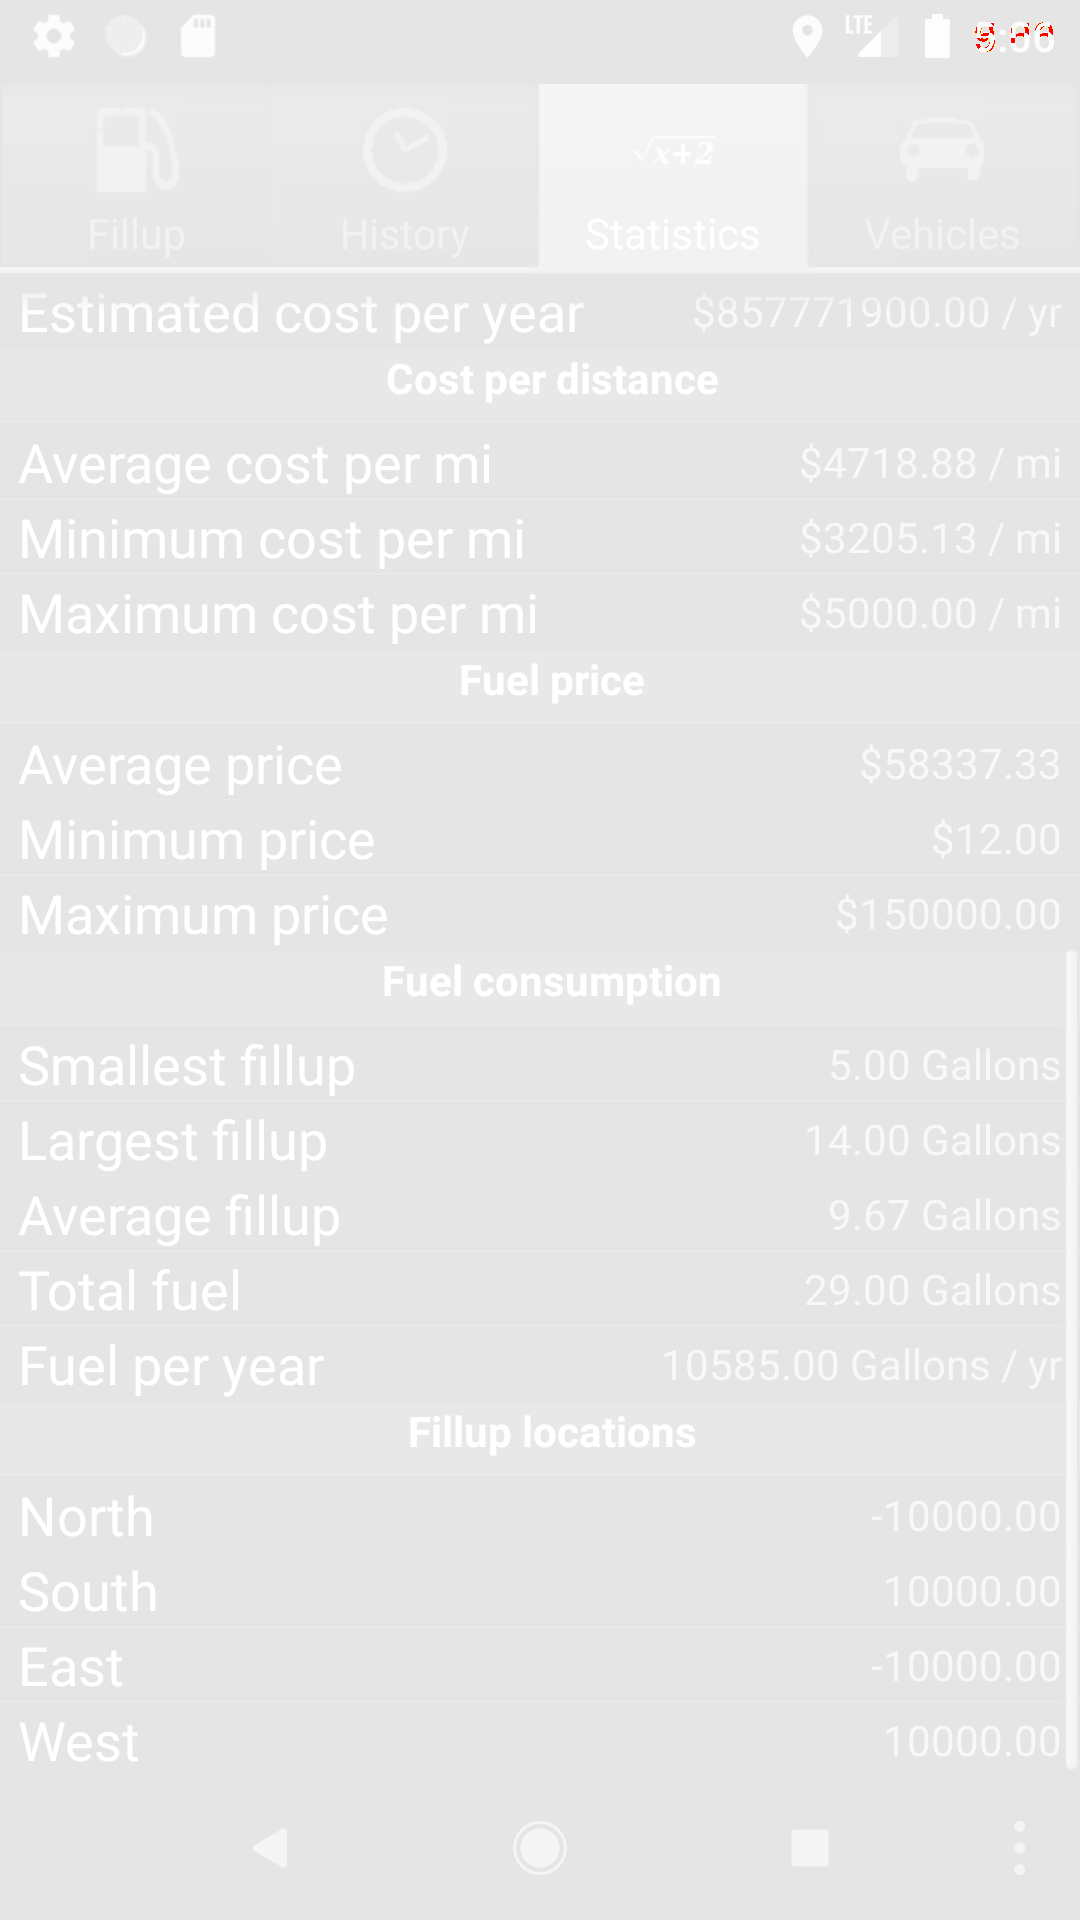 LTE
Fillup History √x+2 Statistics Vehicles
Estimated cost per year $857771900.00 / yr
Cost per distance
Average cost per mi $4718.88 / mi
Minimum cost per mi $3205.13 / mi
Maximum cost per mi $5000.00 / mi
Fuel price
Average price $58337.33
Minimum price $12.00
Maximum price $150000.00
Fuel consumption
Smallest fillup 5.00 Gallons
Largest fillup 14.00 Gallons
Average fillup 9.67 Gallons
Total fuel 29.00 Gallons
Fuel per year 10585.00 Gallons / yr
Fillup locations
North -10000.00
South 10000.00
East -10000.00
West 10000.00